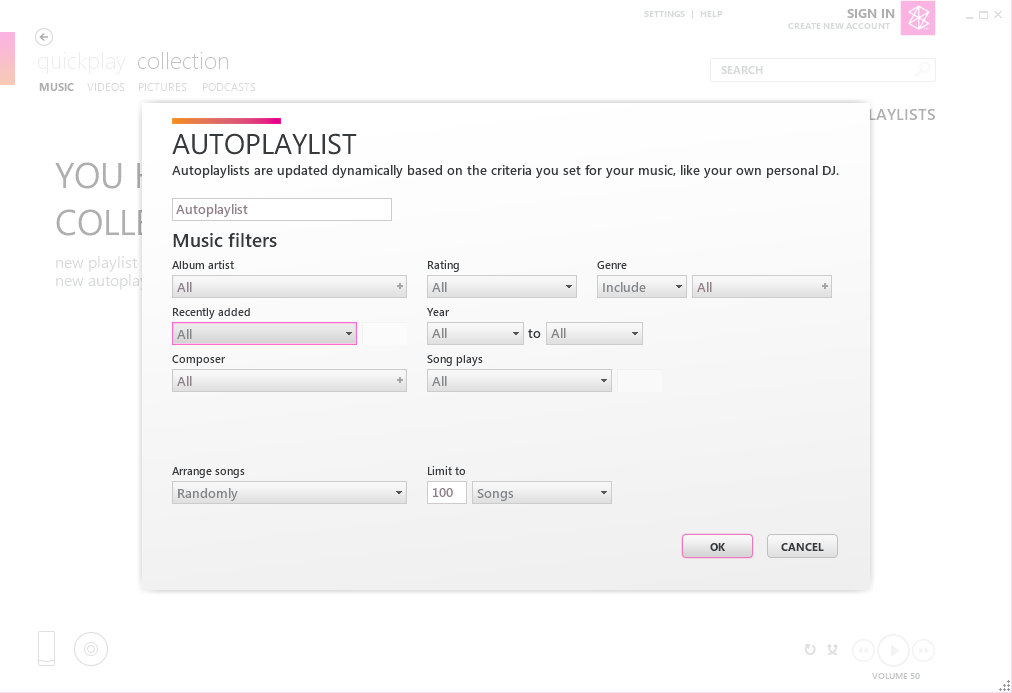 SETTINGS | HELP
SIGN IN
CREATE NEW ACCOUNT
quickplay collection
MUSIC VIDEOS PICTURES PODCASTS
SEARCH
LAYLISTS
YOU H
COLLE
new playlist
new autoplay
AUTOPLAYLIST
Autoplaylists are updated dynamically based on the criteria you set for your music, like your own personal DJ.
Autoplaylist
Music filters
Album artist Rating Genre
All + All Include All +
Recently added Year
All All to All
Composer Song plays
All + All
Arrange songs Limit to
Randomly 100 Songs
OK CANCEL
VOLUME 50